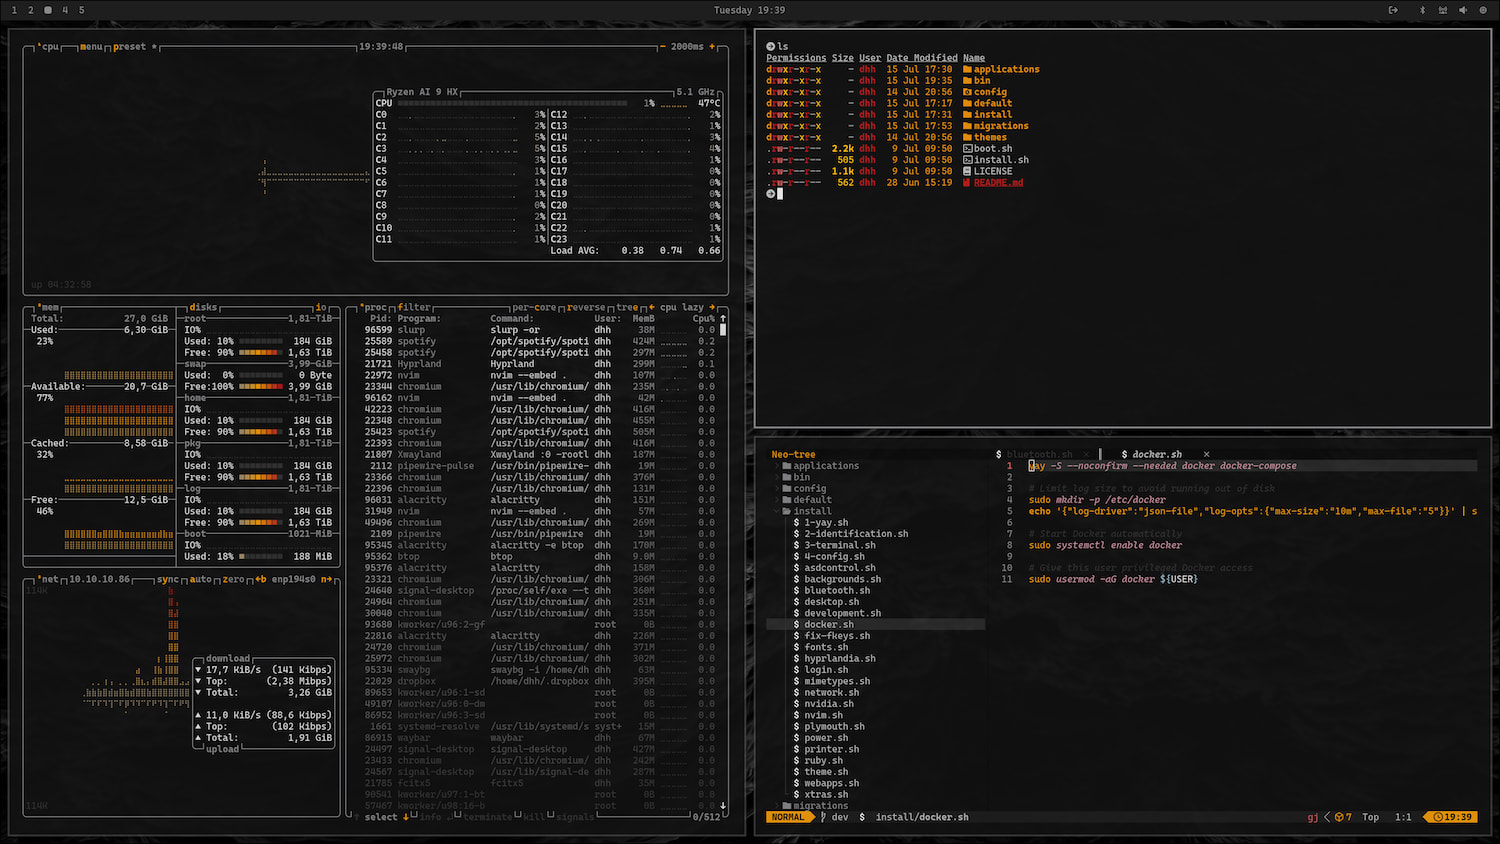 1 2 4 5
Tuesday 19:39
¹cpu menu preset *
19:39:48
- 2000ms +
Ryzen AI 9 HX 5.1 GHz
CPU 1% 47°C
C0 3% C12 2%
C1 2% C13 1%
C2 5% C14 3%
C3 5% C15 4%
C4 3% C16 1%
C5 1% C17 0%
C6 1% C18 0%
C7 1% C19 0%
C8 0% C20 0%
C9 2% C21 0%
C10 1% C22 0%
C11 1% C23 1%
Load AVG: 0.38 0.74 0.66
up 04:32:58
²mem
Total: 27,0 GiB
Used: 6,30 GiB
23%
Available: 20,7 GiB
77%
Cached: 8,58 GiB
32%
Free: 12,5 GiB
46%
disks io
root 1,81 TiB
IO%
Used: 10% 184 GiB
Free: 90% 1,63 TiB
swap 3,99 GiB
Used: 0% 0 Byte
Free:100% 3,99 GiB
home 1,81 TiB
IO%
Used: 10% 184 GiB
Free: 90% 1,63 TiB
pkg 1,81 TiB
IO%
Used: 10% 184 GiB
Free: 90% 1,63 TiB
log 1,81 TiB
IO%
Used: 10% 184 GiB
Free: 90% 1,63 TiB
boot 1021 MiB
IO%
Used: 18% 188 MiB
³net 10.10.10.86 sync auto zero ←b enp194s0 n→
114K
download
▼ 17,7 KiB/s (141 Kibps)
▼ Top: (2,38 Mibps)
▼ Total: 3,26 GiB
▲ 11,0 KiB/s (88,6 Kibps)
▲ Top: (102 Kibps)
▲ Total: 1,91 GiB
upload
114K
⁴proc filter per-core reverse tree ← cpu lazy →
Pid: Program: Command: User: MemB Cpu% ↑
96599 slurp slurp -or dhh 38M 0.0
25589 spotify /opt/spotify/spoti dhh 424M 0.2
25458 spotify /opt/spotify/spoti dhh 297M 0.2
21721 Hyprland Hyprland dhh 299M 0.1
22972 nvim nvim --embed . dhh 107M 0.0
23344 chromium /usr/lib/chromium/ dhh 235M 0.0
96162 nvim nvim --embed . dhh 42M 0.0
42223 chromium /usr/lib/chromium/ dhh 416M 0.0
22348 chromium /usr/lib/chromium/ dhh 455M 0.0
25423 spotify /opt/spotify/spoti dhh 505M 0.0
22393 chromium /usr/lib/chromium/ dhh 416M 0.0
21807 Xwayland Xwayland :0 -rootl dhh 187M 0.0
2112 pipewire-pulse /usr/bin/pipewire- dhh 19M 0.0
23366 chromium /usr/lib/chromium/ dhh 376M 0.0
22396 chromium /usr/lib/chromium/ dhh 131M 0.0
96031 alacritty alacritty dhh 151M 0.0
31949 nvim nvim --embed . dhh 57M 0.0
49496 chromium /usr/lib/chromium/ dhh 269M 0.0
2109 pipewire /usr/bin/pipewire dhh 19M 0.0
95345 alacritty alacritty -e btop dhh 170M 0.0
95362 btop btop dhh 9.0M 0.0
95376 alacritty alacritty dhh 158M 0.0
23321 chromium /usr/lib/chromium/ dhh 306M 0.0
24640 signal-desktop /proc/self/exe --t dhh 360M 0.0
24964 chromium /usr/lib/chromium/ dhh 251M 0.0
30040 chromium /usr/lib/chromium/ dhh 335M 0.0
93680 kworker/u96:2-gf root 0B 0.0
22816 alacritty alacritty dhh 226M 0.0
24720 chromium /usr/lib/chromium/ dhh 371M 0.0
25972 chromium /usr/lib/chromium/ dhh 302M 0.0
95334 swaybg swaybg -i /home/dh dhh 63M 0.0
22029 dropbox /home/dhh/.dropbox dhh 395M 0.0
89653 kworker/u96:1-sd root 0B 0.0
49107 kworker/u96:0-dm root 0B 0.0
86952 kworker/u96:3-sd root 0B 0.0
1661 systemd-resolve /usr/lib/systemd/s syst+ 15M 0.0
86915 waybar waybar dhh 67M 0.0
24497 signal-desktop signal-desktop dhh 427M 0.0
23433 chromium /usr/lib/chromium/ dhh 242M 0.0
24567 signal-desktop /usr/lib/signal-de dhh 287M 0.0
21785 fcitx5 fcitx5 dhh 35M 0.0
90541 kworker/u97:1-bt root 0B 0.0
57467 kworker/u98:16-b root 0B 0.0 ↓
↑ select ↓ info ↵ terminate kill signals 0/512
ls
Permissions Size User Date Modified Name
drwxr-xr-x - dhh 15 Jul 17:30 applications
drwxr-xr-x - dhh 15 Jul 19:35 bin
drwxr-xr-x - dhh 14 Jul 20:56 config
drwxr-xr-x - dhh 15 Jul 17:17 default
drwxr-xr-x - dhh 15 Jul 17:31 install
drwxr-xr-x - dhh 15 Jul 17:53 migrations
drwxr-xr-x - dhh 14 Jul 20:56 themes
.rw-r--r-- 2.2k dhh 9 Jul 09:50 boot.sh
.rw-r--r-- 505 dhh 9 Jul 09:50 install.sh
.rw-r--r-- 1.1k dhh 9 Jul 09:50 LICENSE
.rw-r--r-- 562 dhh 28 Jun 15:19 README.md
Neo-tree
applications
bin
config
default
install
$ 1-yay.sh
$ 2-identification.sh
$ 3-terminal.sh
$ 4-config.sh
$ asdcontrol.sh
$ backgrounds.sh
$ bluetooth.sh
$ desktop.sh
$ development.sh
$ docker.sh
$ fix-fkeys.sh
$ fonts.sh
$ hyprlandia.sh
$ login.sh
$ mimetypes.sh
$ network.sh
$ nvidia.sh
$ nvim.sh
$ plymouth.sh
$ power.sh
$ printer.sh
$ ruby.sh
$ theme.sh
$ webapps.sh
$ xtras.sh
migrations
$ bluetooth.sh × $ docker.sh ×
1 yay -S --noconfirm --needed docker docker-compose
2
3 # Limit log size to avoid running out of disk
4 sudo mkdir -p /etc/docker
5 echo '{"log-driver":"json-file","log-opts":{"max-size":"10m","max-file":"5"}}' | s
6
7 # Start Docker automatically
8 sudo systemctl enable docker
9
10 # Give this user privileged Docker access
11 sudo usermod -aG docker ${USER}
NORMAL dev $ install/docker.sh
gj 7 Top 1:1 19:39